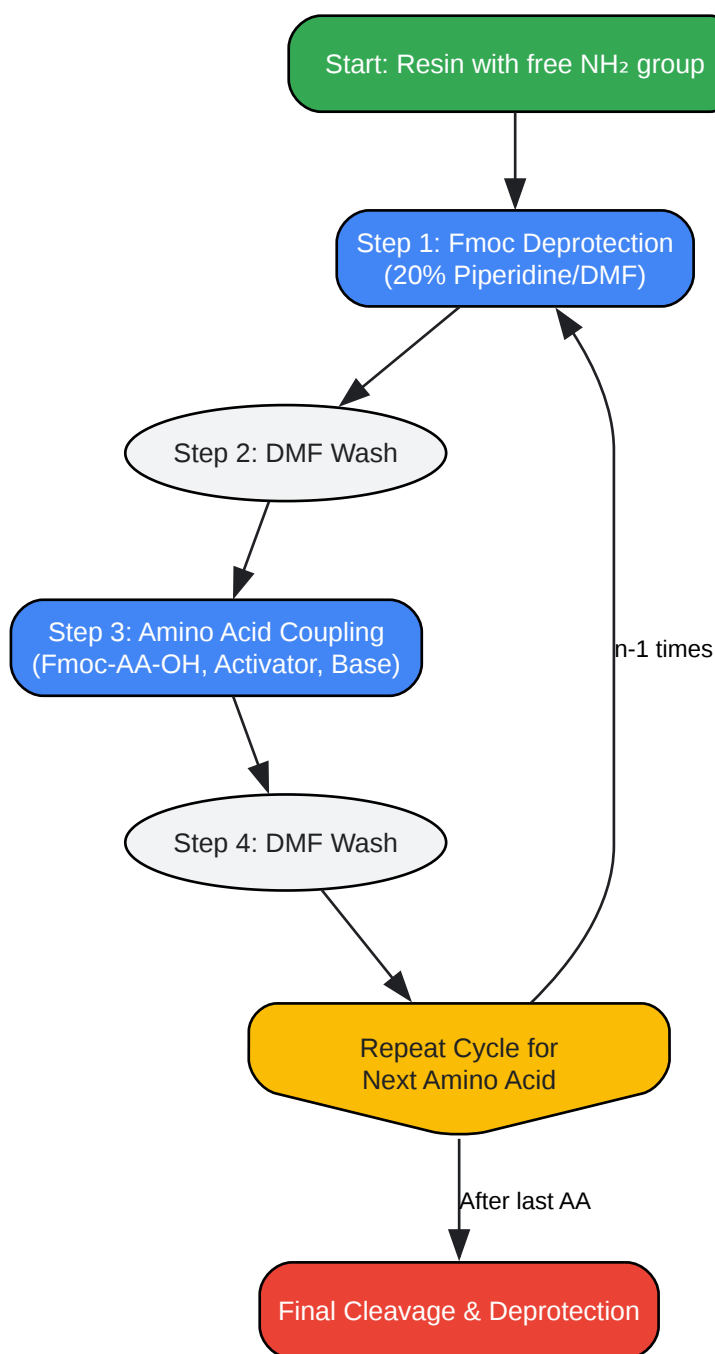 Start: Resin with free NH₂ group
Step 1: Fmoc Deprotection
(20% Piperidine/DMF)
Step 2: DMF Wash
Step 3: Amino Acid Coupling
(Fmoc-AA-OH, Activator, Base)
n-1 times
Step 4: DMF Wash
Repeat Cycle for
Next Amino Acid
After last AA
Final Cleavage & Deprotection